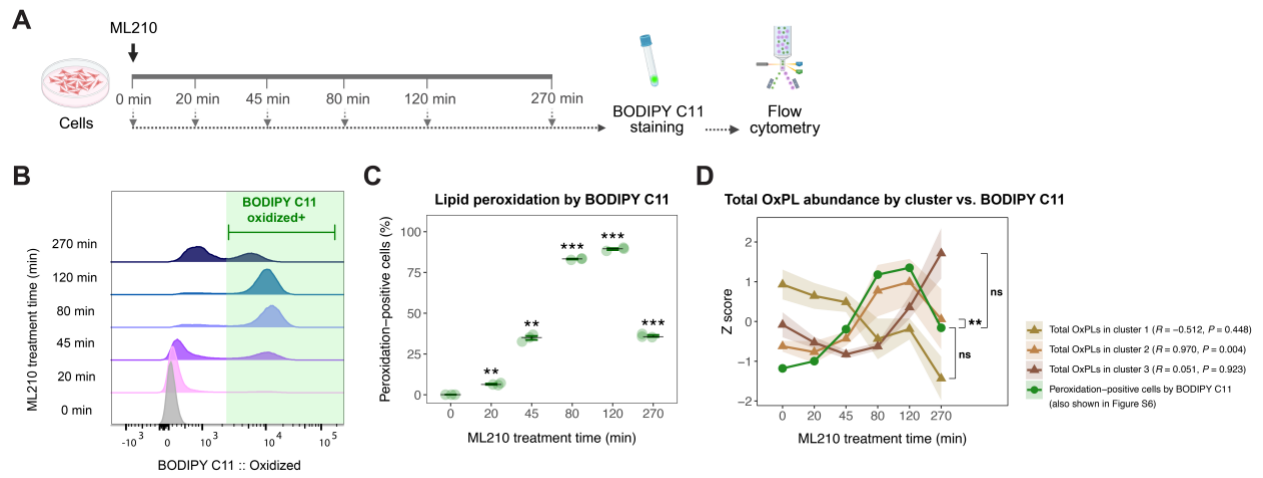 A
ML210
0 min
20 min
45 min
80 min
120 min
270 min
Cells
BODIPY C11
staining
Flow
cytometry
B
ML210 treatment time (min)
BODIPY C11
oxidized+
270 min
120 min
80 min
45 min
20 min
0 min
-10³ 0 10³ 10⁴ 10⁵
BODIPY C11 :: Oxidized
C
Lipid peroxidation by BODIPY C11
Peroxidation−positive cells (%)
100
75
50
25
0
**
**
***
***
***
0 20 45 80 120 270
ML210 treatment time (min)
D
Total OxPL abundance by cluster vs. BODIPY C11
Z score
2
1
0
−1
−2
ns
**
ns
0 20 45 80 120 270
ML210 treatment time (min)
Total OxPLs in cluster 1 (R = −0.512, P = 0.448)
Total OxPLs in cluster 2 (R = 0.970, P = 0.004)
Total OxPLs in cluster 3 (R = 0.051, P = 0.923)
Peroxidation−positive cells by BODIPY C11
(also shown in Figure S6)